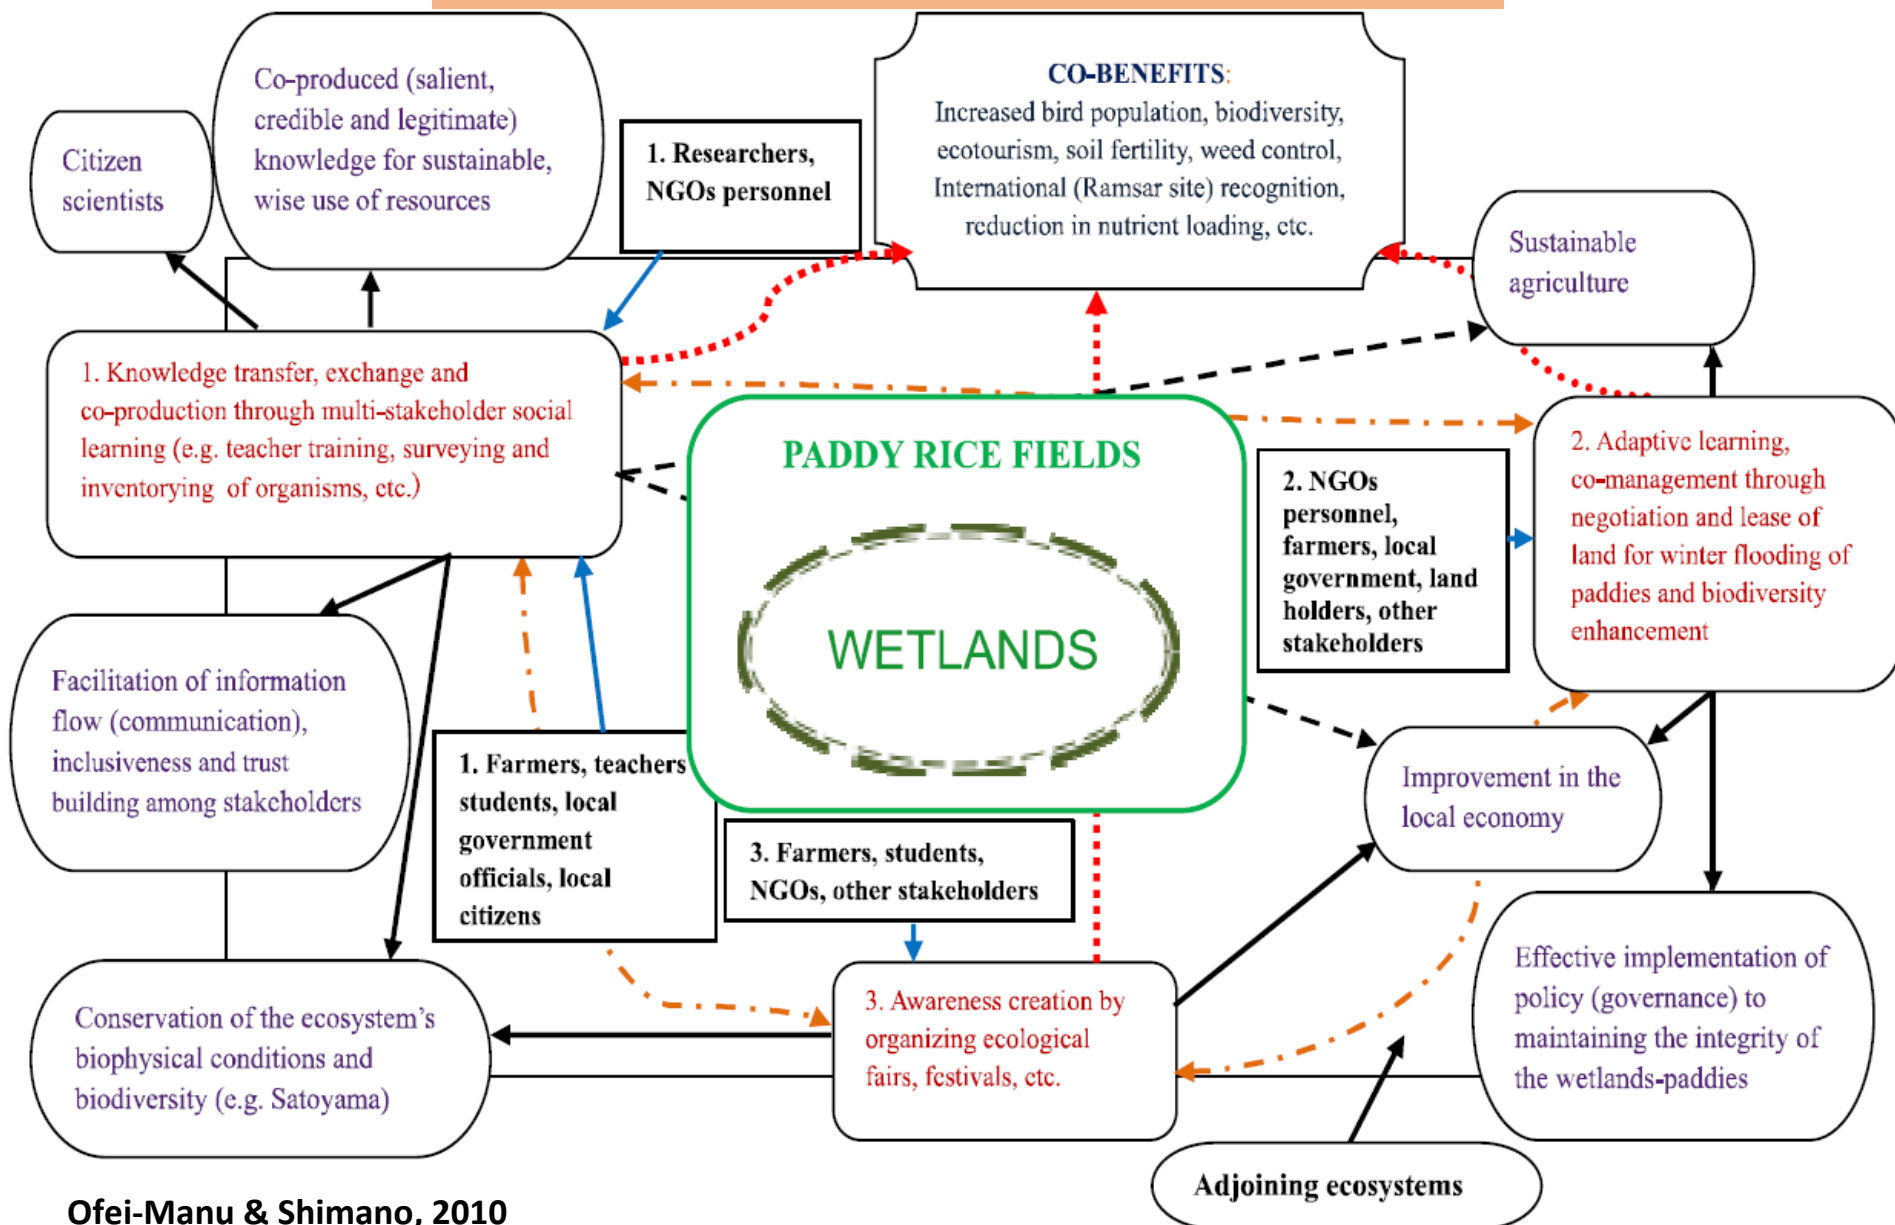 Co-produced (salient,
credible and legitimate)
knowledge for sustainable,
wise use of resources
Citizen
scientists
1. Researchers,
NGOs personnel
CO-BENEFITS:
Increased bird population, biodiversity,
ecotourism, soil fertility, weed control,
International (Ramsar site) recognition,
reduction in nutrient loading, etc.
Sustainable
agriculture
1. Knowledge transfer, exchange and
co-production through multi-stakeholder social
learning (e.g. teacher training, surveying and
inventorying of organisms, etc.)
PADDY RICE FIELDS
WETLANDS
2. NGOs
personnel,
farmers, local
government, land
holders, other
stakeholders
2. Adaptive learning,
co-management through
negotiation and lease of
land for winter flooding of
paddies and biodiversity
enhancement
Facilitation of information
flow (communication),
inclusiveness and trust
building among stakeholders
1. Farmers, teachers
students, local
government
officials, local
citizens
3. Farmers, students,
NGOs, other stakeholders
Improvement in the
local economy
Conservation of the ecosystem's
biophysical conditions and
biodiversity (e.g. Satoyama)
3. Awareness creation by
organizing ecological
fairs, festivals, etc.
Effective implementation of
policy (governance) to
maintaining the integrity of
the wetlands-paddies
Adjoining ecosystems
Ofei-Manu & Shimano, 2010